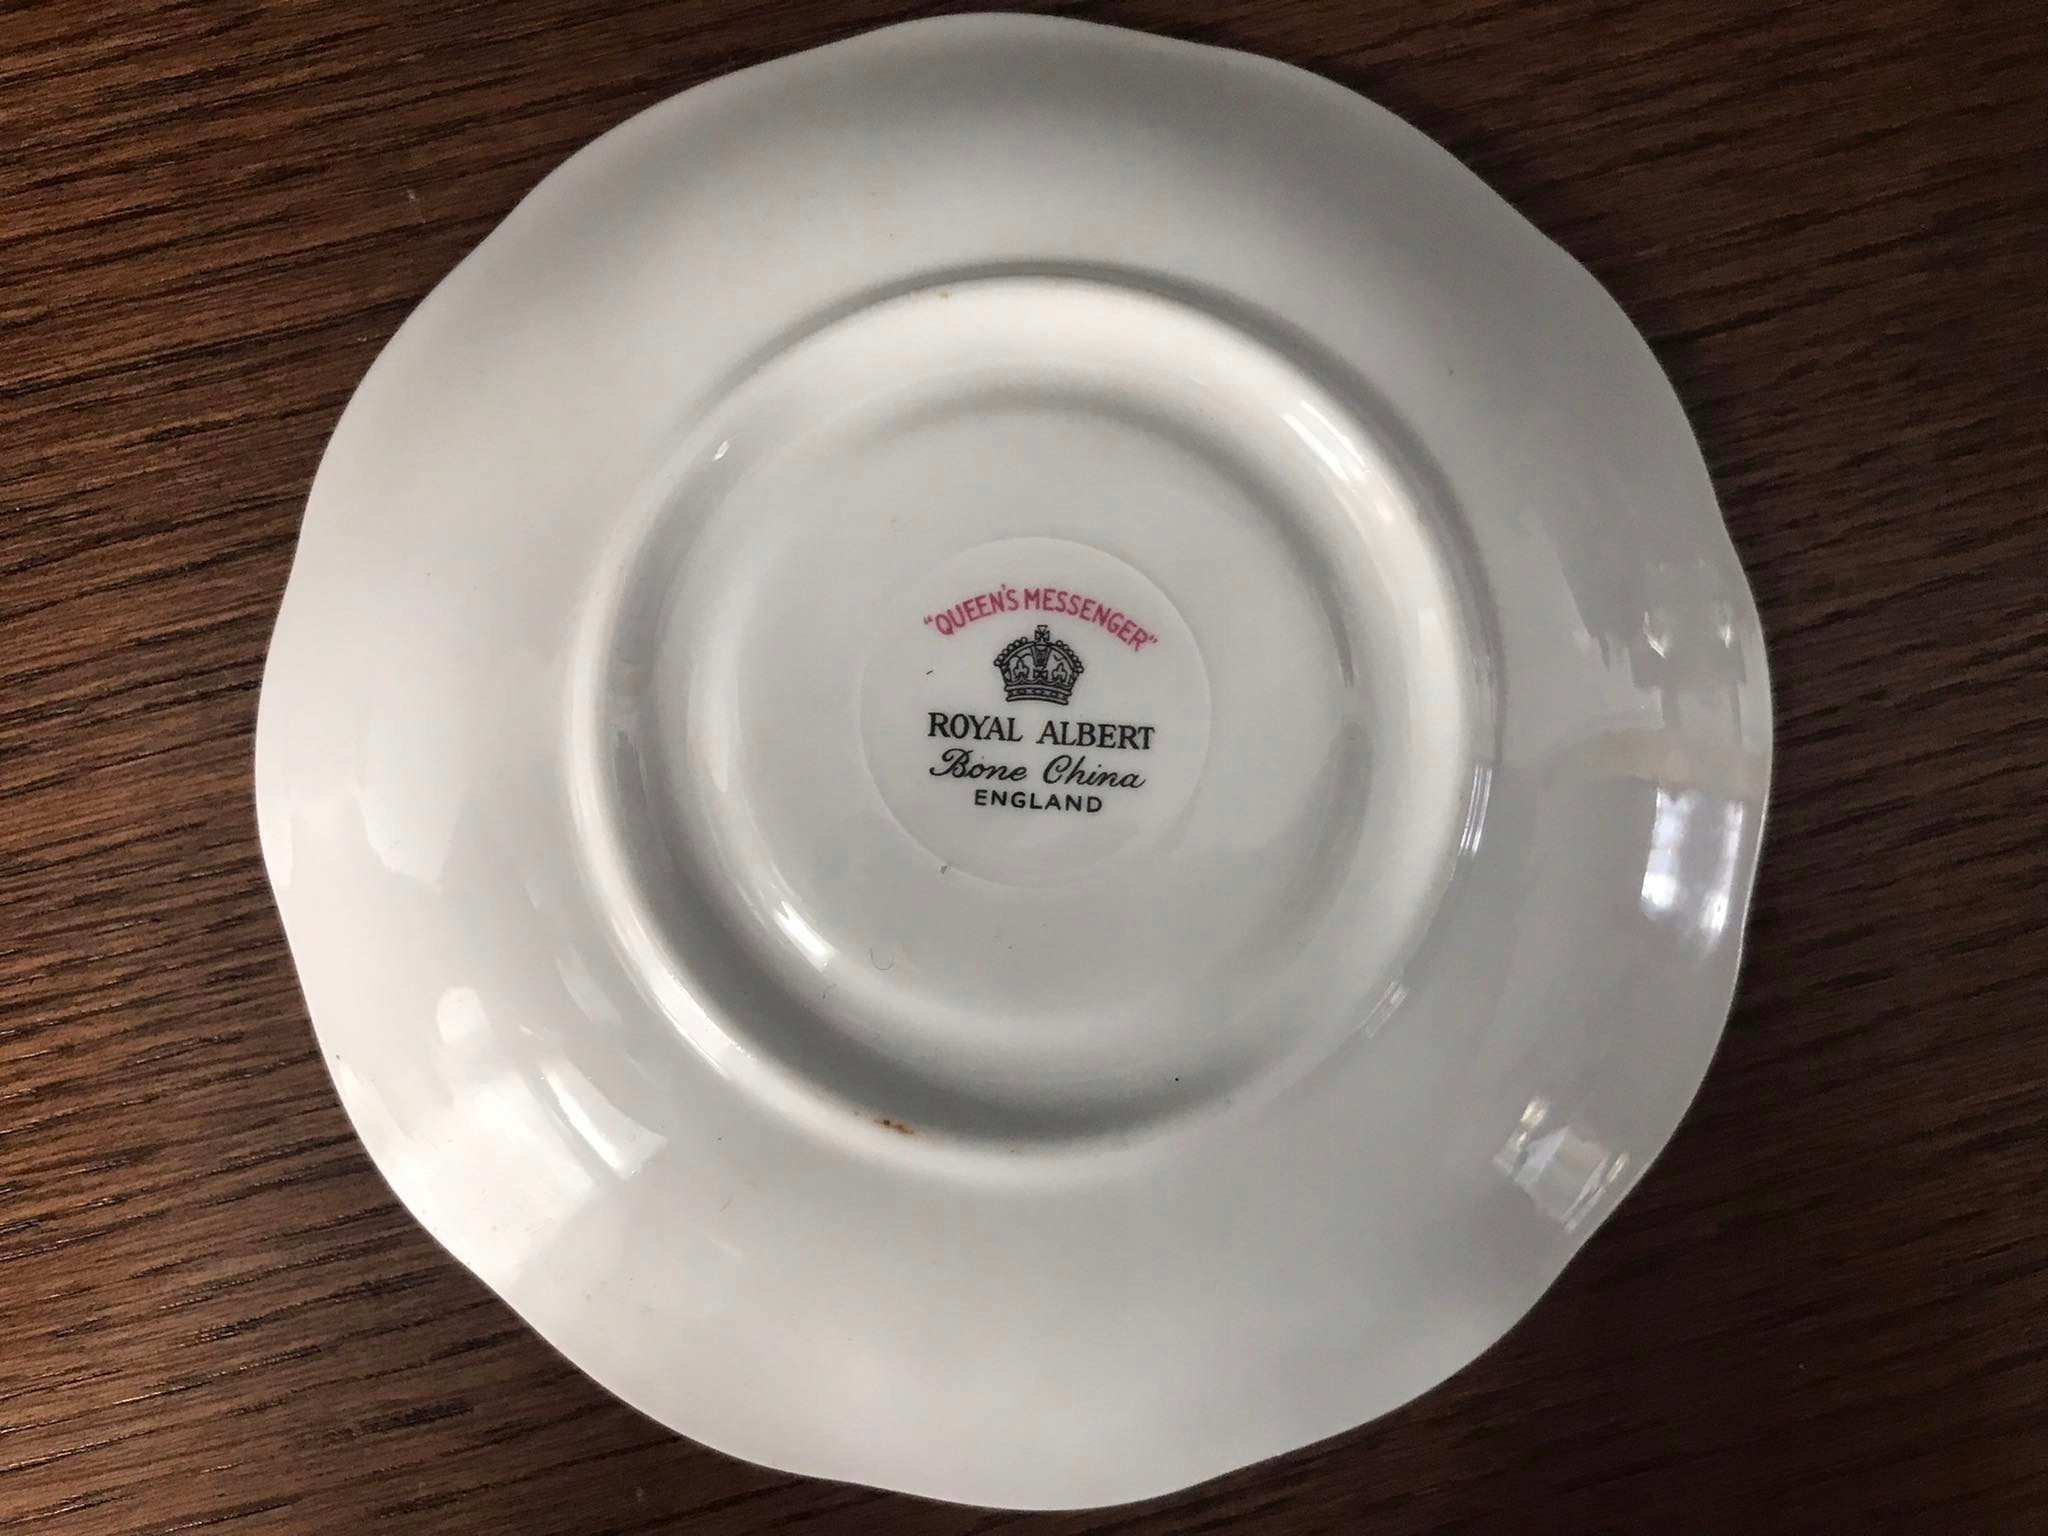 "QUEEN'S MESSENGER"
ROYAL ALBERT
Bone China
ENGLAND